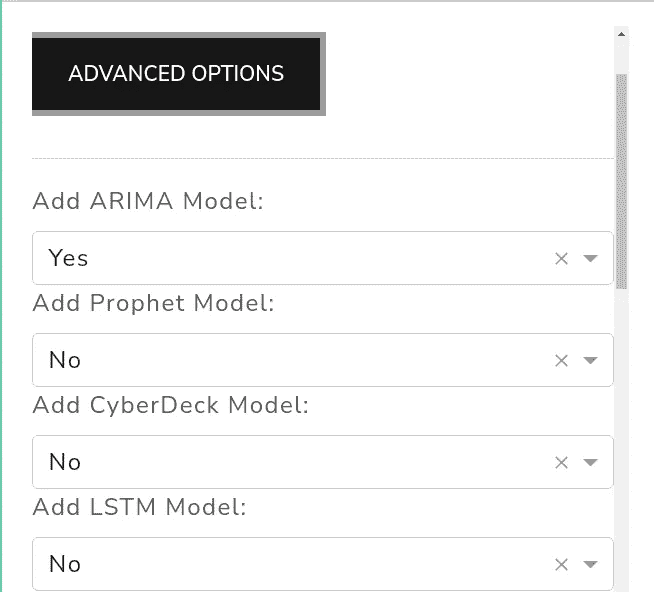 ADVANCED OPTIONS
Add ARIMA Model:
Yes
Add Prophet Model:
No
Add CyberDeck Model:
No
Add LSTM Model:
No